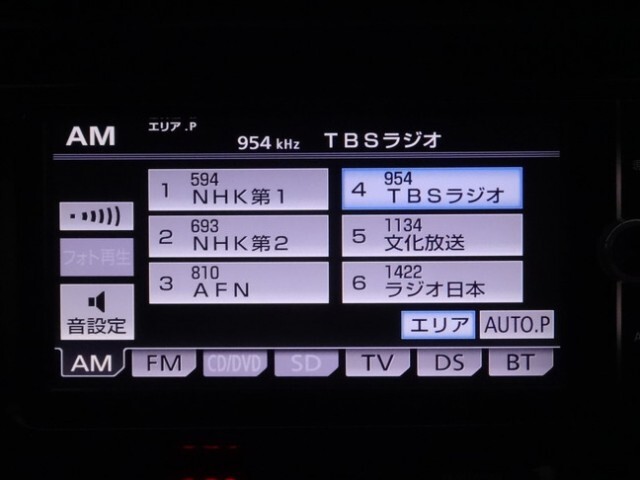 AM エリア.P 954 kHz TBSラジオ
1 594 NHK第1
4 954 TBSラジオ
2 693 NHK第2
5 1134 文化放送
フォト再生
3 810 AFN
6 1422 ラジオ日本
音設定
エリア AUTO.P
AM FM CD/DVD SD TV DS BT